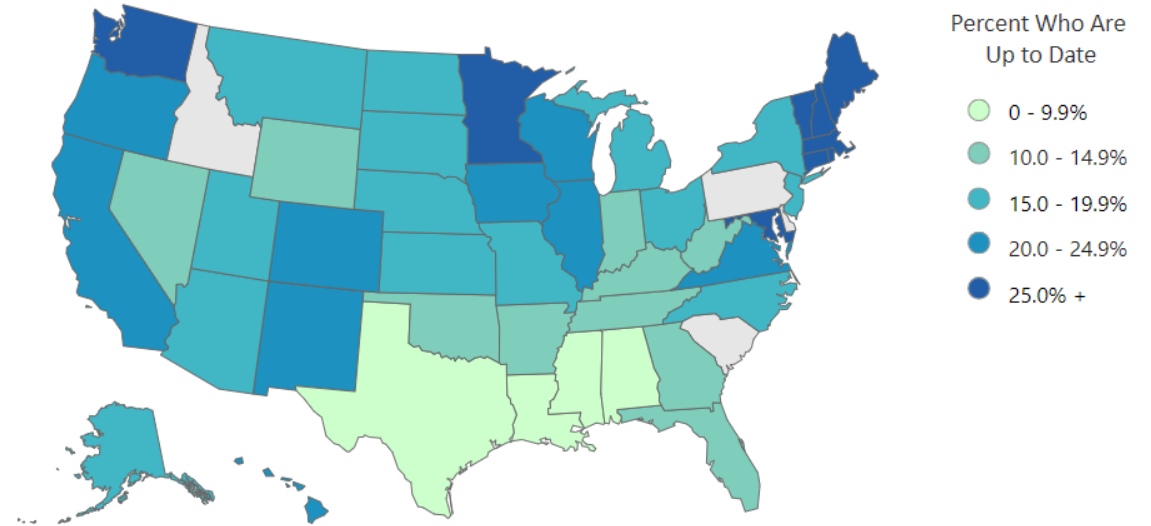 Percent Who Are
Up to Date
0 - 9.9%
10.0 - 14.9%
15.0 - 19.9%
20.0 - 24.9%
25.0% +